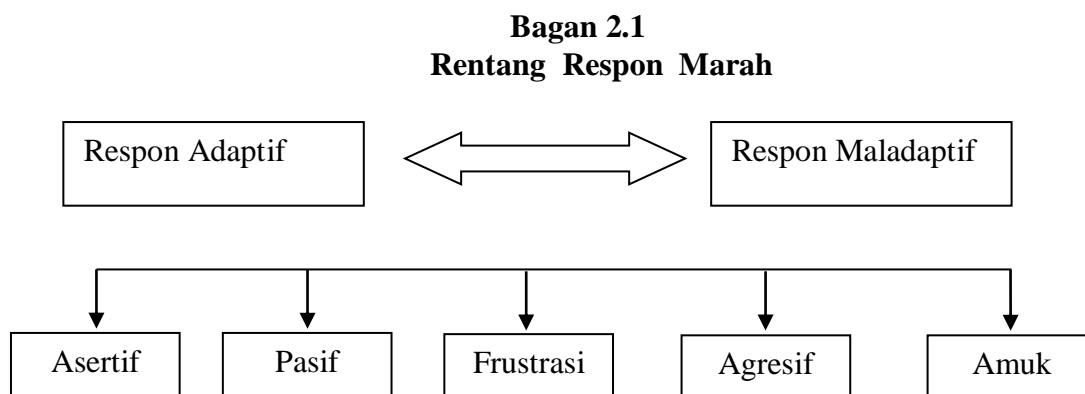 Bagan 2.1
Rentang Respon Marah
Respon Adaptif
Respon Maladaptif
Asertif
Pasif
Frustrasi
Agresif
Amuk